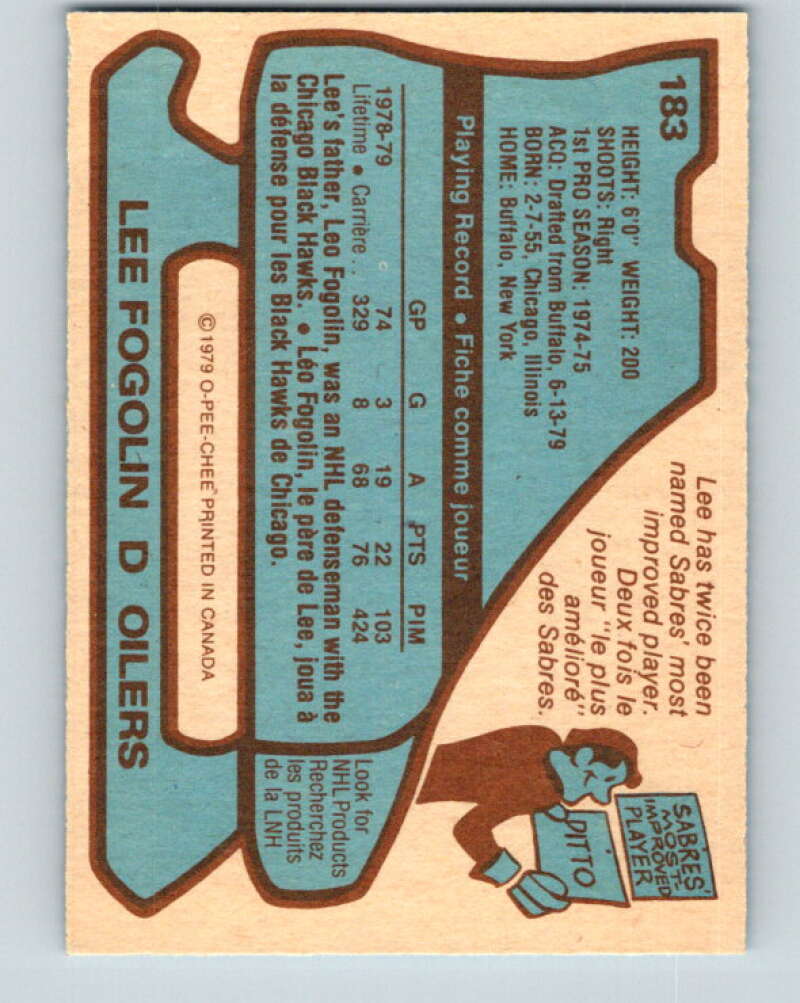 183
HEIGHT: 6'0" WEIGHT: 200
SHOOTS: Right
1st PRO SEASON: 1974-75
ACQ: Drafted from Buffalo, 6-13-79
BORN: 2-7-55, Chicago, Illinois
HOME: Buffalo, New York
Lee has twice been
named Sabres' most
improved player.
Deux fois le
joueur "le plus
amélioré"
des Sabres.
SABRES'
MOST
IMPROVED
PLAYER
DITTO
Playing Record • Fiche comme joueur
GP G A PTS PIM
1978-79 74 3 19 22 103
Lifetime • Carrière .. 329 8 68 76 424
Lee's father, Leo Fogolin, was an NHL defenseman with the
Chicago Black Hawks. • Léo Fogolin, le père de Lee, joua à
la défense pour les Black Hawks de Chicago.
Look for
NHL Products
Recherchez
les produits
de la LNH
© 1979 O-PEE-CHEE PRINTED IN CANADA
LEE FOGOLIN D OILERS